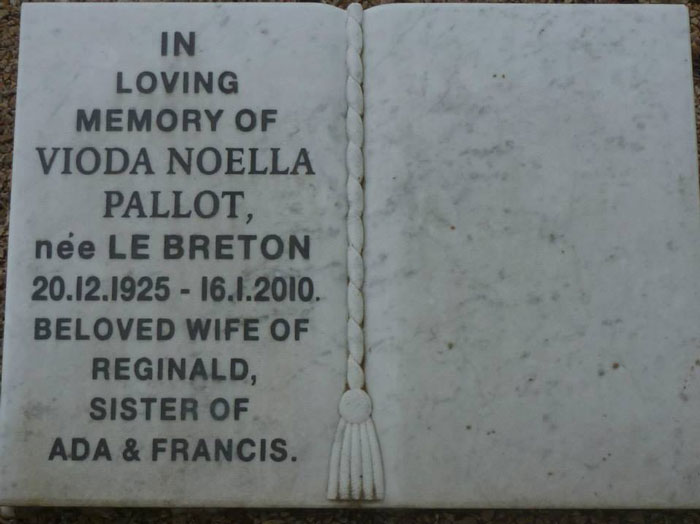 IN
LOVING
MEMORY OF
VIODA NOELLA
PALLOT,
née LE BRETON
20.12.1925 - 16.1.2010.
BELOVED WIFE OF
REGINALD,
SISTER OF
ADA & FRANCIS.